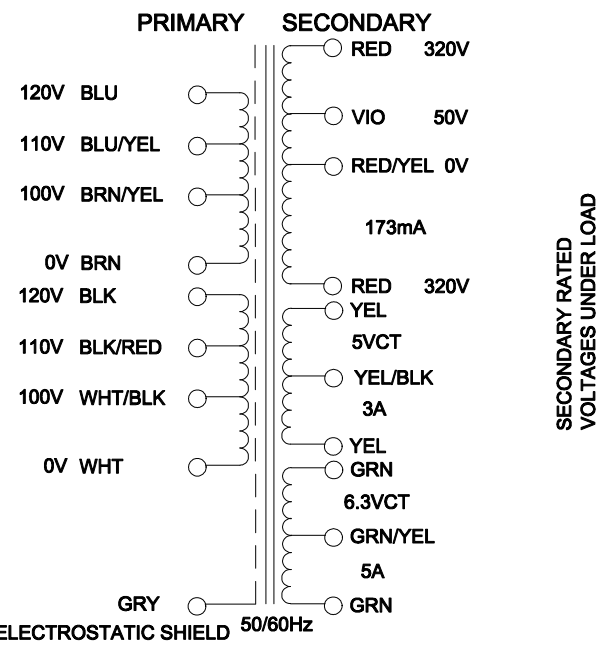 PRIMARY SECONDARY
RED 320V
120V BLU
VIO 50V
110V BLU/YEL
RED/YEL 0V
100V BRN/YEL
173mA
0V BRN
RED 320V
120V BLK
YEL
110V BLK/RED
5VCT
YEL/BLK
100V WHT/BLK
3A
YEL
0V WHT
GRN
6.3VCT
GRN/YEL
5A
GRY
GRN
ELECTROSTATIC SHIELD
50/60Hz
SECONDARY RATED
VOLTAGES UNDER LOAD